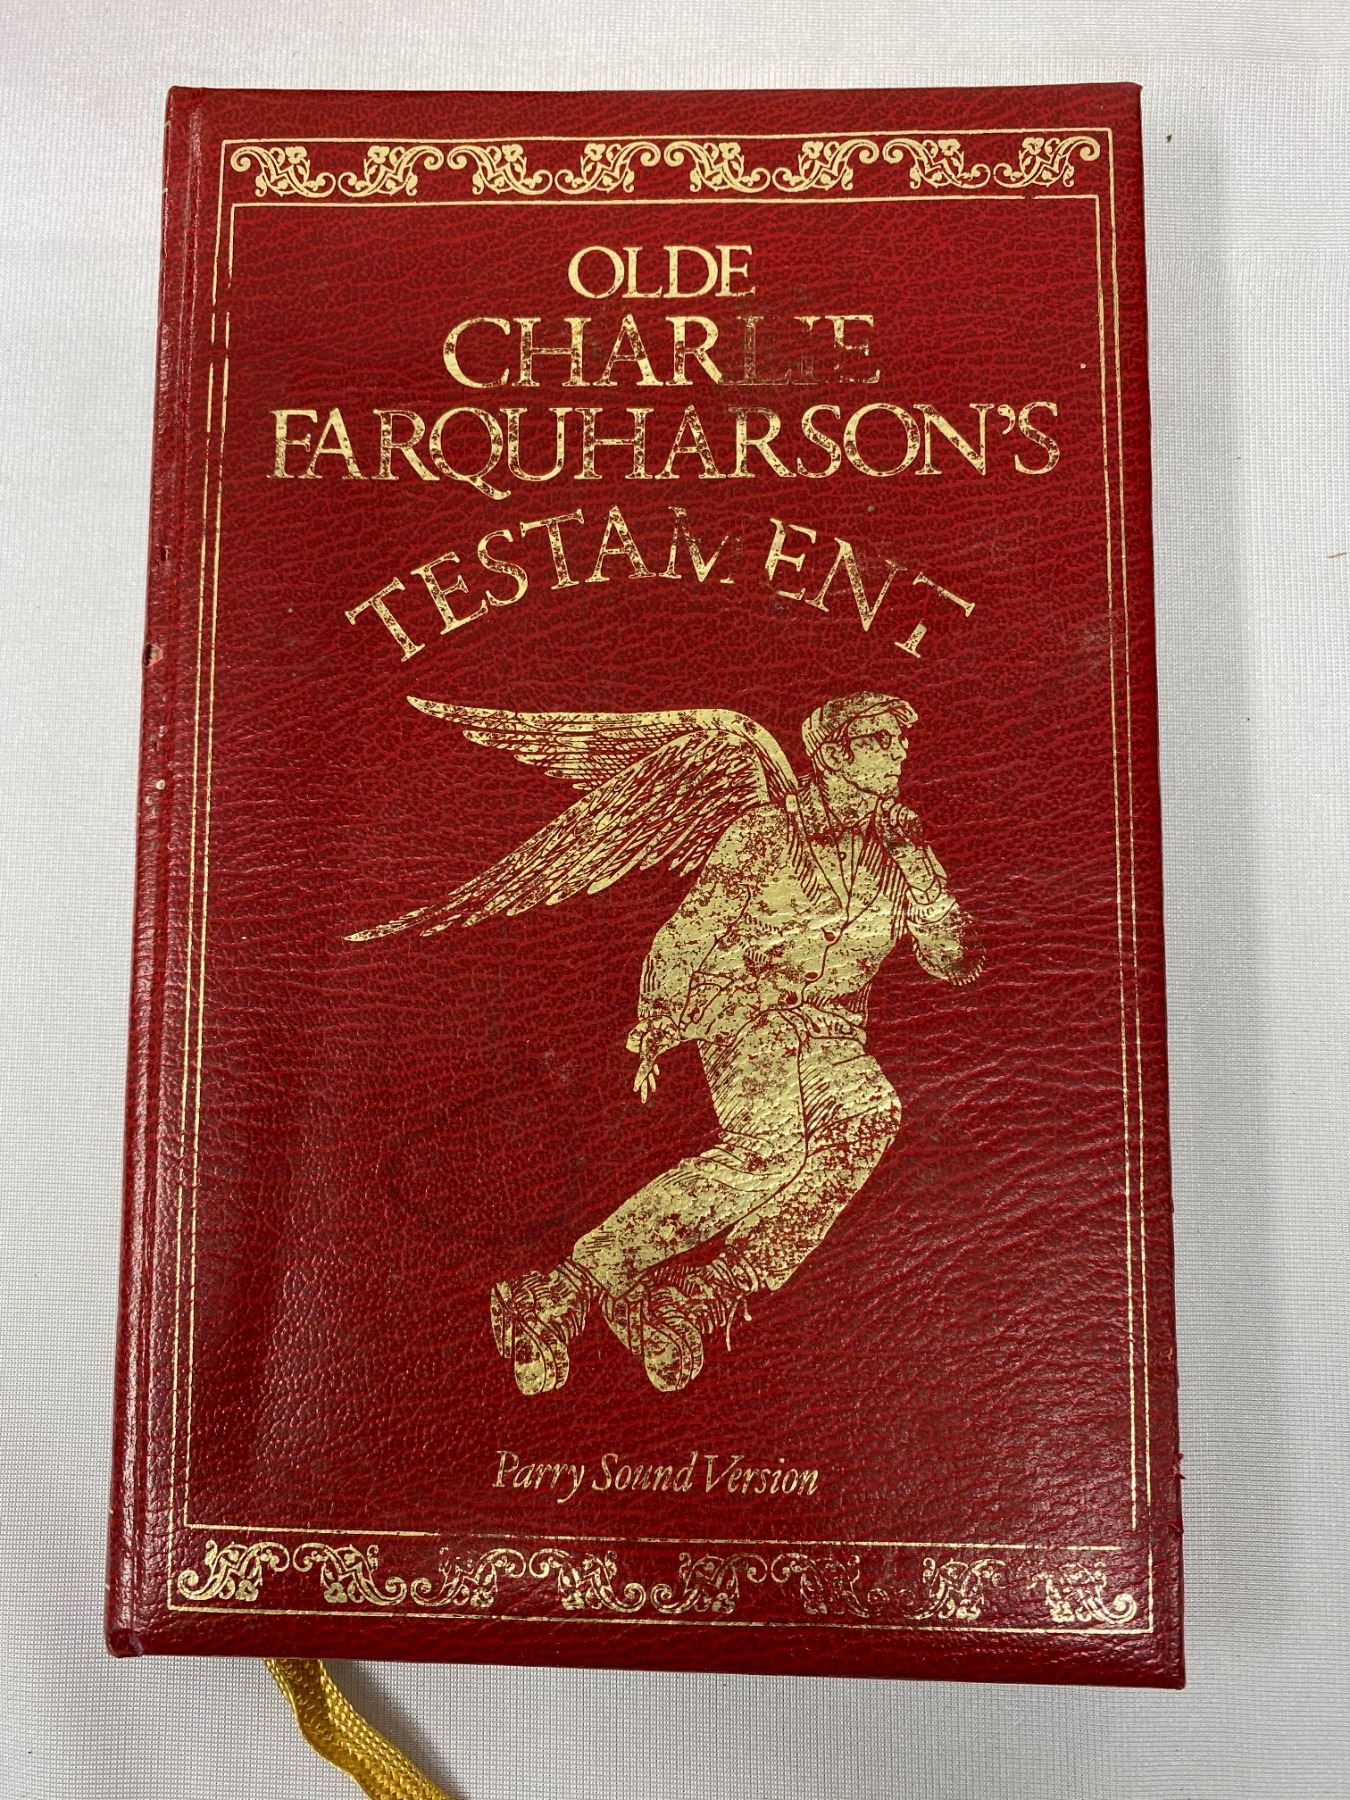 OLDE
CHARLIE
FARQUHARSON'S
TESTAMENT
Parry Sound Version